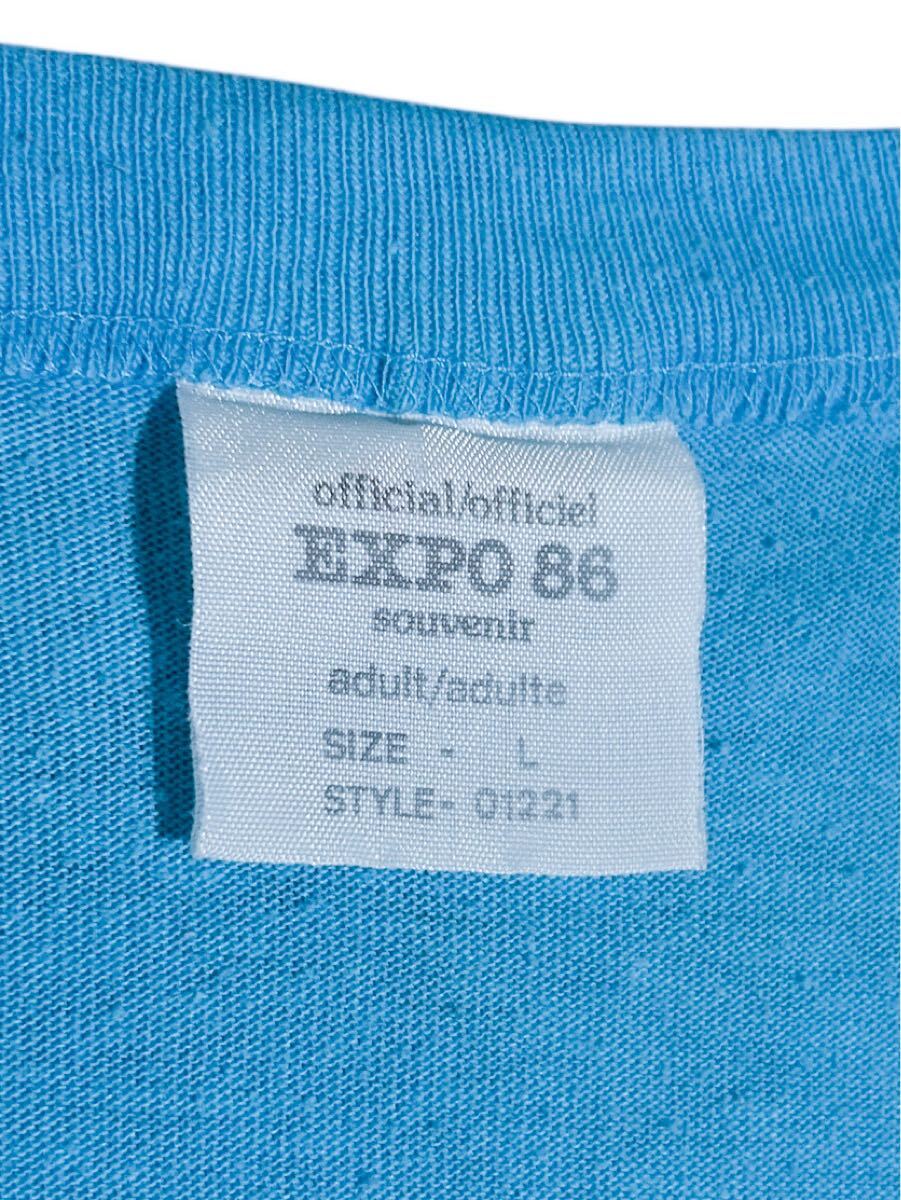 official/officiel
EXPO 86
souvenir
adult/adulte
SIZE - L
STYLE- 01221